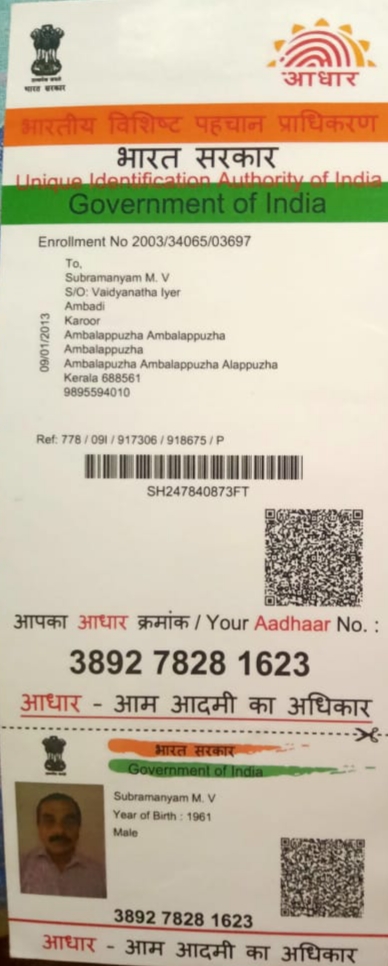 सत्यमेव जयते
भारत सरकार
आधार
भारतीय विशिष्ट पहचान प्राधिकरण
भारत सरकार
Unique Identification Authority of India
Government of India
Enrollment No 2003/34065/03697
09/01/2013
To,
Subramanyam M. V
S/O: Vaidyanatha Iyer
Ambadi
Karoor
Ambalappuzha Ambalappuzha
Ambalappuzha
Ambalapuzha Ambalappuzha Alappuzha
Kerala 688561
9895594010
Ref: 778 / 09I / 917306 / 918675 / P
SH247840873FT
आपका आधार क्रमांक / Your Aadhaar No. :
3892 7828 1623
आधार - आम आदमी का अधिकार
भारत सरकार
Government of India
Subramanyam M. V
Year of Birth : 1961
Male
3892 7828 1623
आधार - आम आदमी का अधिकार